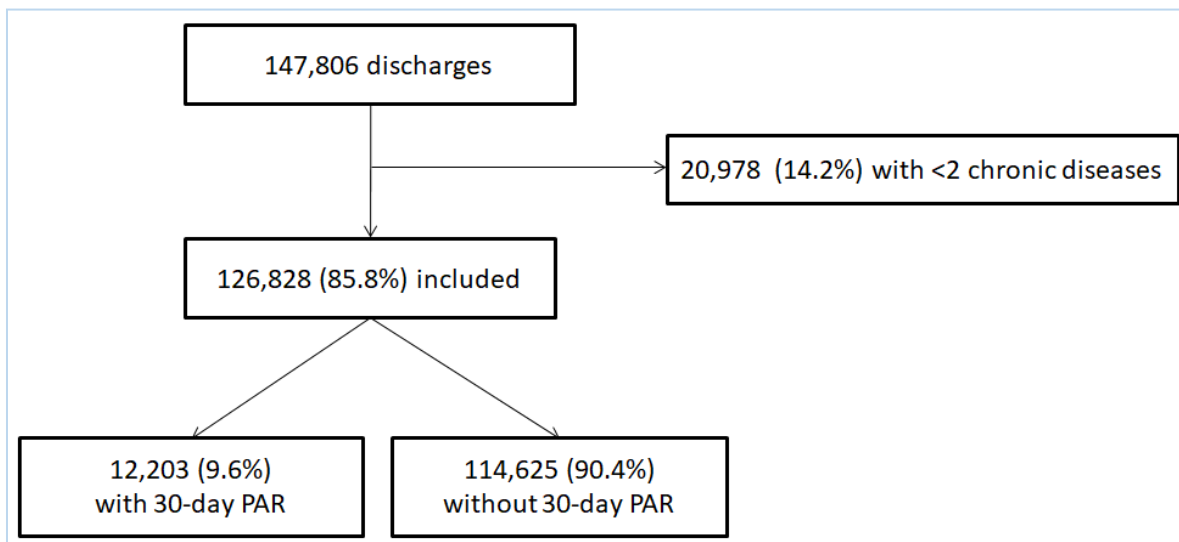 147,806 discharges
20,978 (14.2%) with <2 chronic diseases
126,828 (85.8%) included
12,203 (9.6%)
with 30-day PAR
114,625 (90.4%)
without 30-day PAR